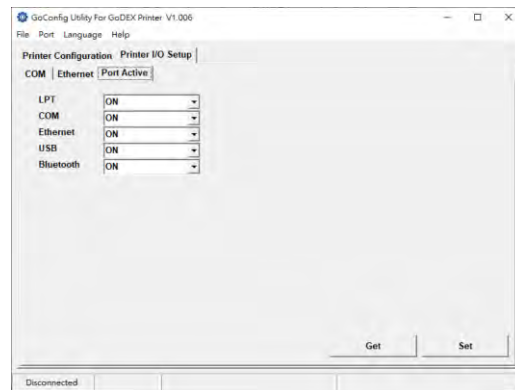 GoConfig Utility For GoDEX Printer V1.006
File Port Language Help
Printer Configuration Printer I/O Setup
COM Ethernet Port Active
LPT ON
COM ON
Ethernet ON
USB ON
Bluetooth ON
Get Set
Disconnected